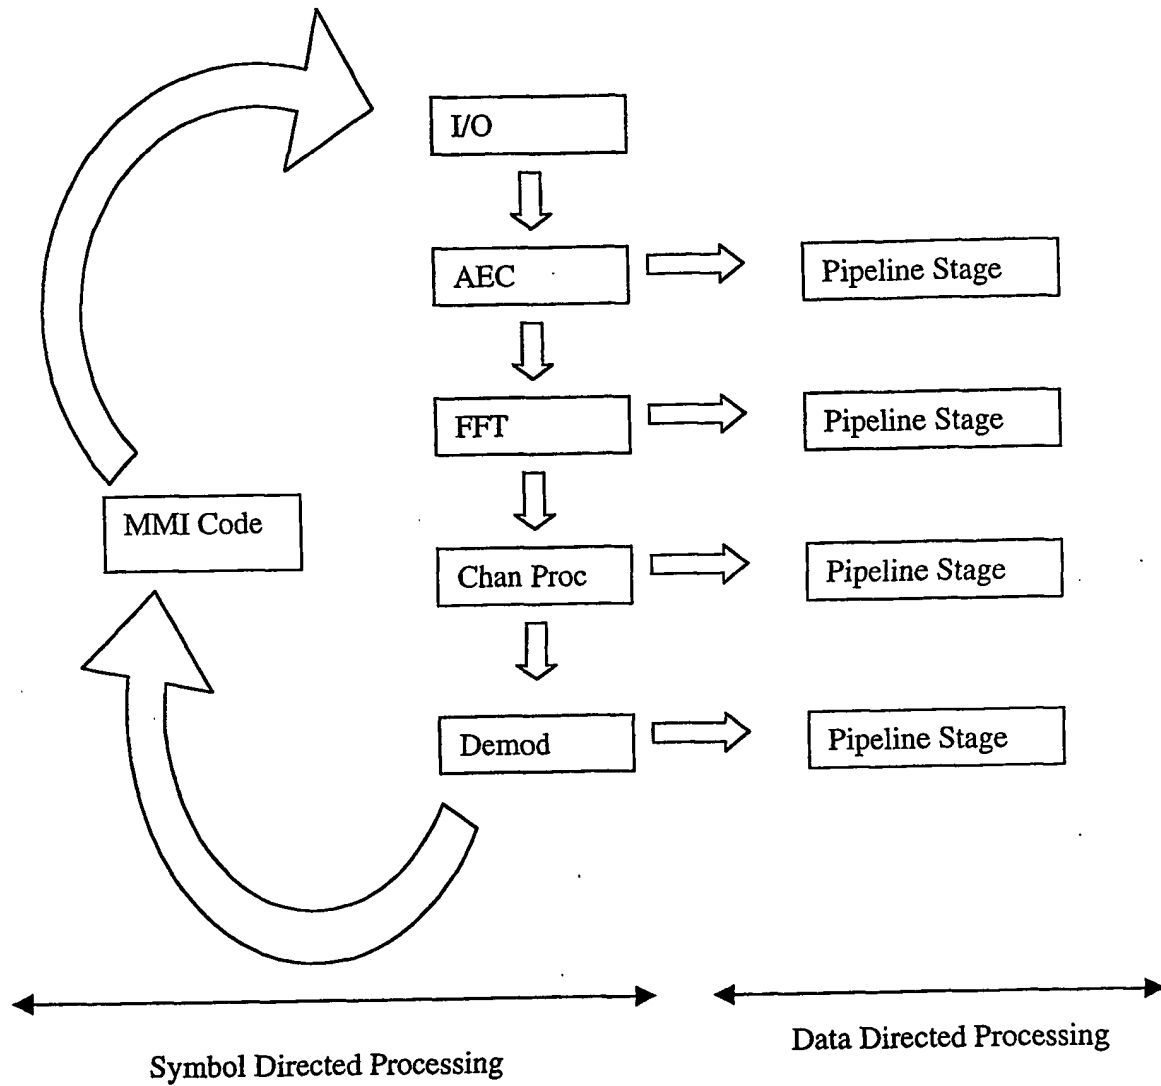 I/O
AEC
Pipeline Stage
FFT
Pipeline Stage
MMI Code
Chan Proc
Pipeline Stage
Demod
Pipeline Stage
Symbol Directed Processing
Data Directed Processing